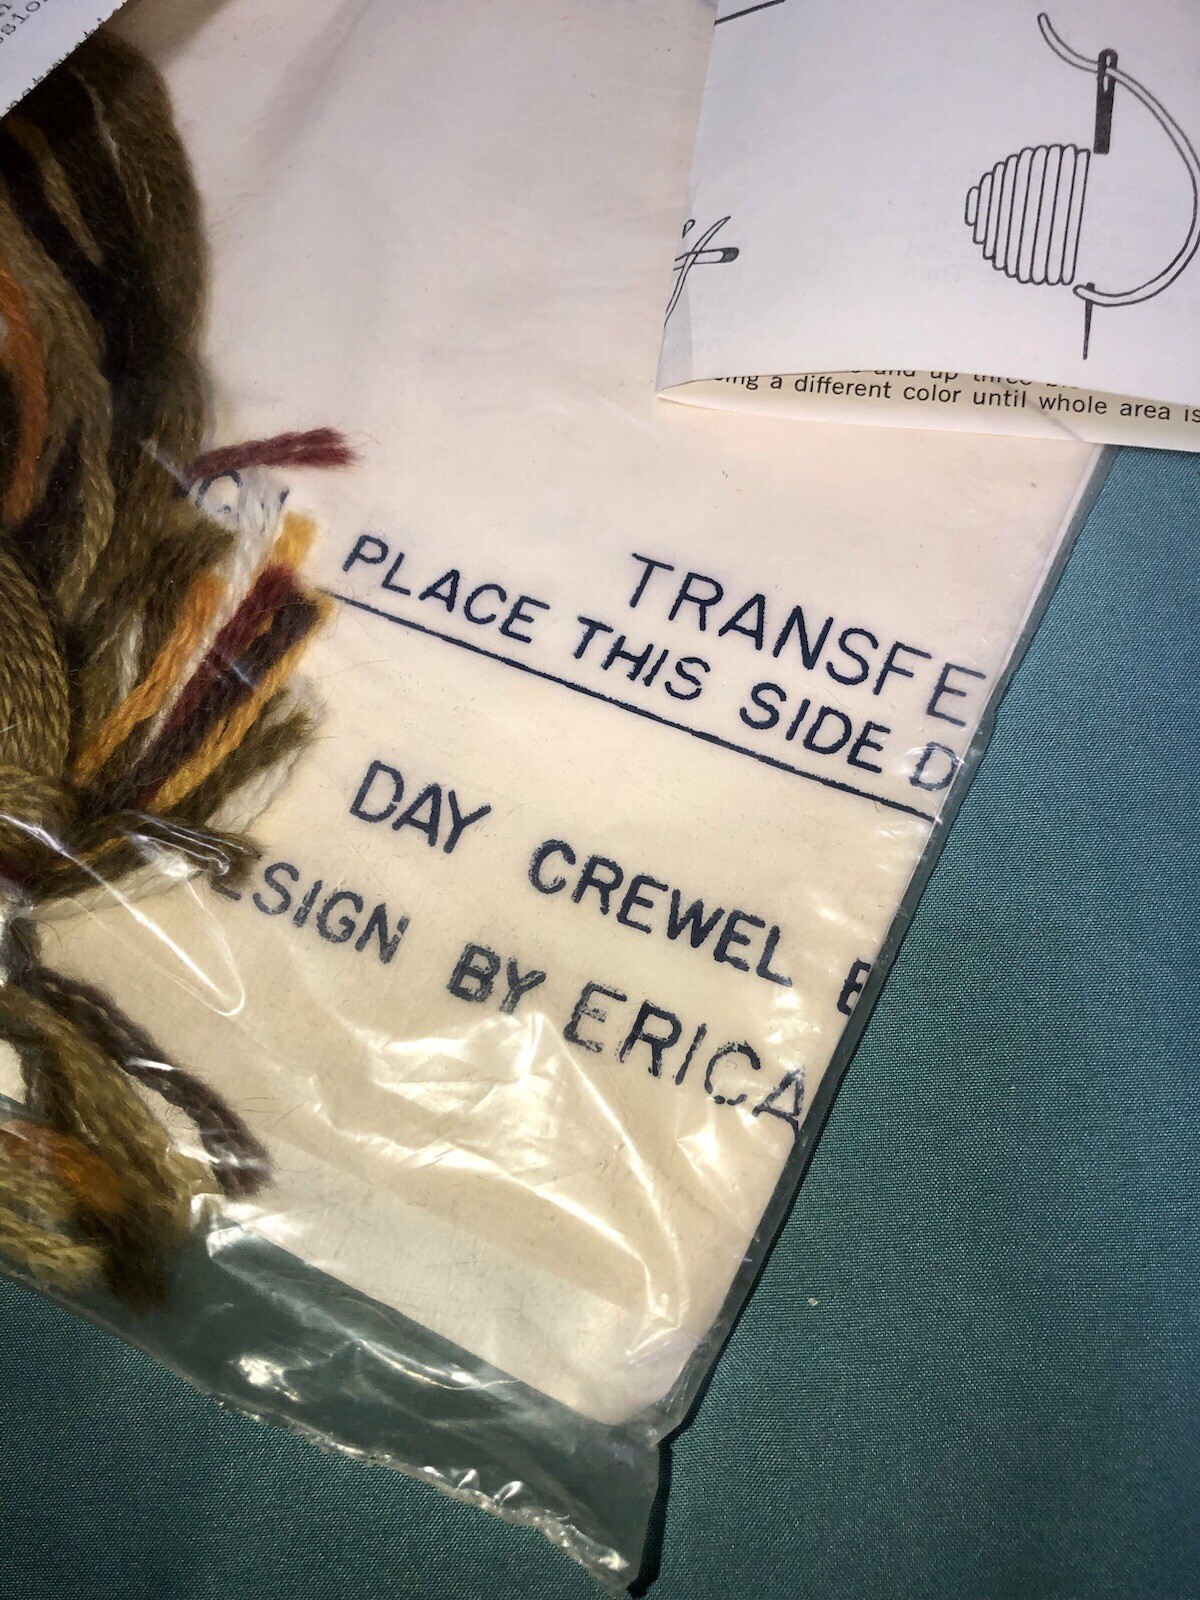 a different color until whole area is
TRANSFE
PLACE THIS SIDE D
DAY CREWEL
ESIGN BY ERICA